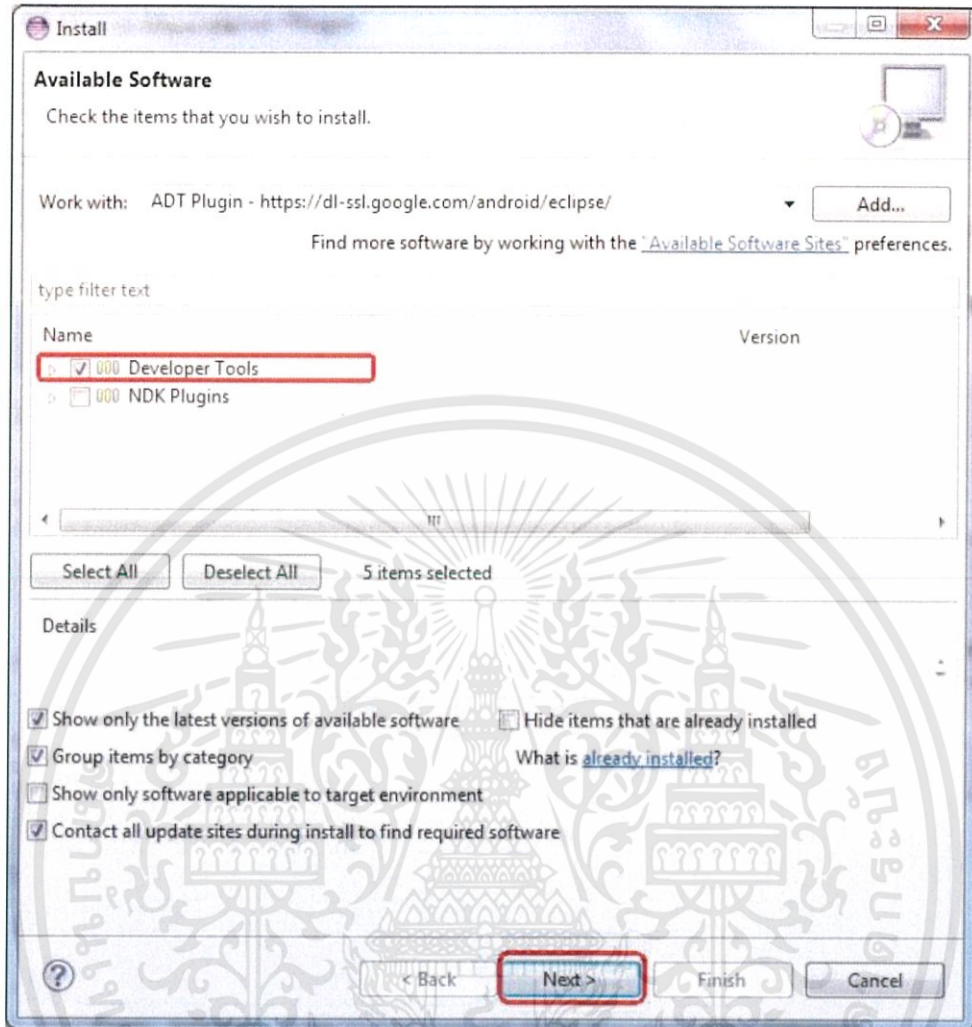 Install
Available Software
Check the items that you wish to install.
Work with: ADT Plugin - https://dl-ssl.google.com/android/eclipse/ Add...
Find more software by working with the "Available Software Sites" preferences.
type filter text
Name Version
Developer Tools
NDK Plugins
Select All Deselect All 5 items selected
Details
Show only the latest versions of available software Hide items that are already installed
Group items by category What is already installed?
Show only software applicable to target environment
Contact all update sites during install to find required software
? < Back Next > Finish Cancel